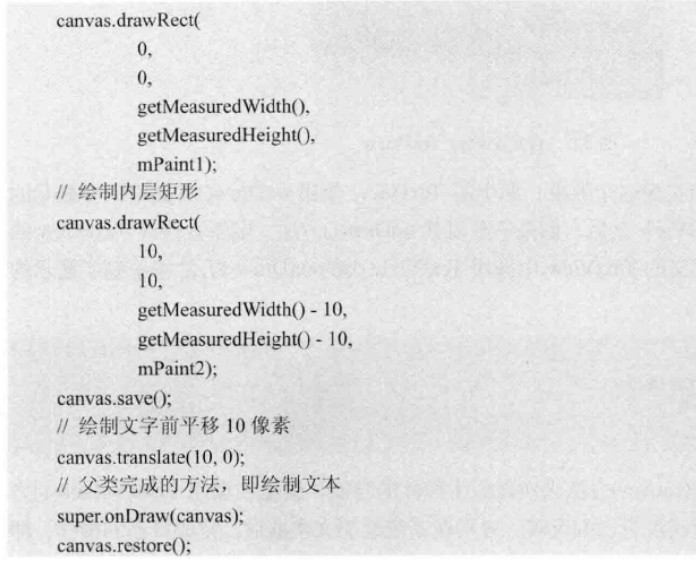 canvas.drawRect(
0,
0,
getMeasuredWidth(),
getMeasuredHeight(),
mPaint1);
// 绘制内层矩形
canvas.drawRect(
10,
10,
getMeasuredWidth() - 10,
getMeasuredHeight() - 10,
mPaint2);
canvas.save();
// 绘制文字前平移 10 像素
canvas.translate(10, 0);
// 父类完成的方法，即绘制文本
super.onDraw(canvas);
canvas.restore();